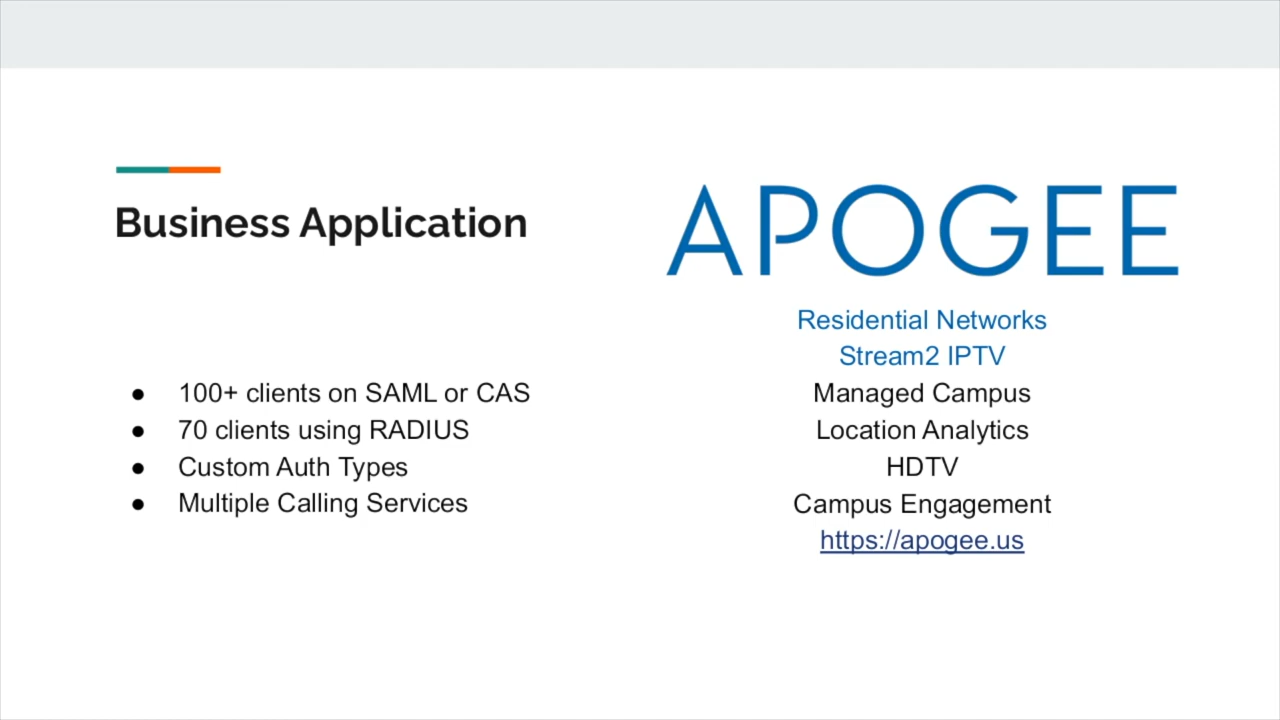 Business Application
● 100+ clients on SAML or CAS
● 70 clients using RADIUS
● Custom Auth Types
● Multiple Calling Services
APOGEE
Residential Networks
Stream2 IPTV
Managed Campus
Location Analytics
HDTV
Campus Engagement
https://apogee.us